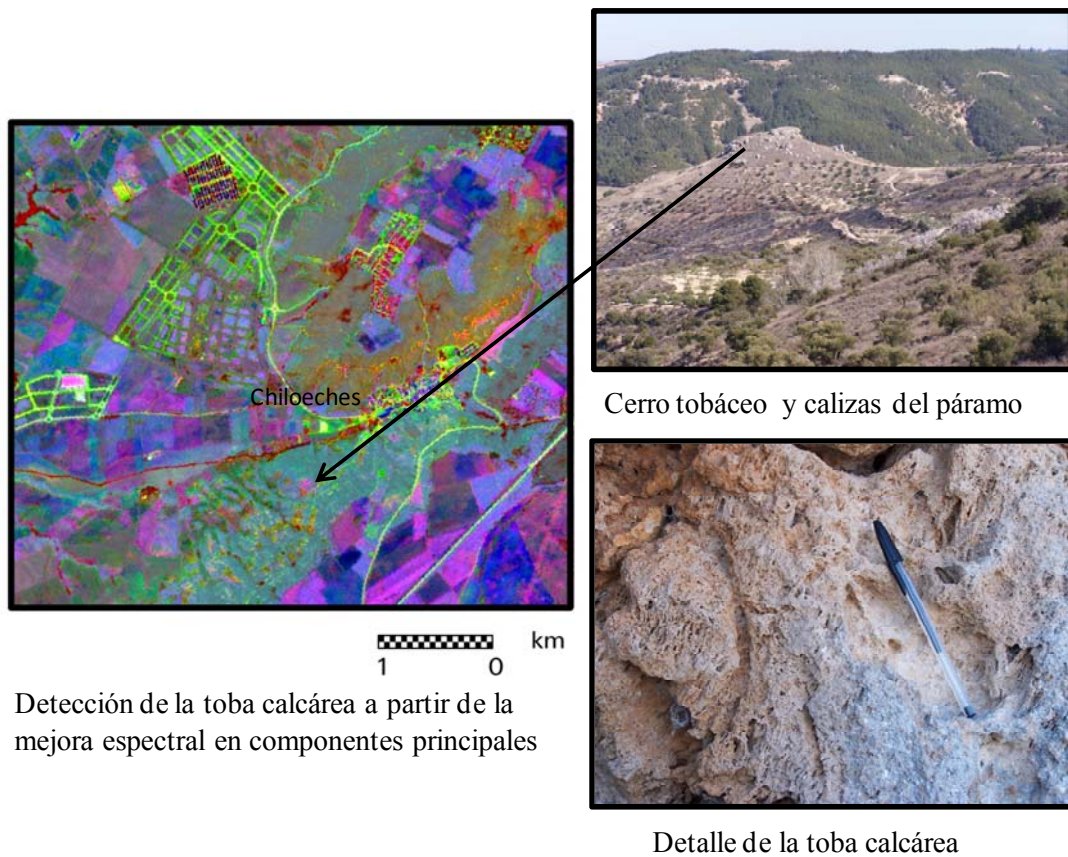 Chiloeches
km
1 0
Detección de la toba calcárea a partir de la
mejora espectral en componentes principales
Cerro tobáceo y calizas del páramo
Detalle de la toba calcárea